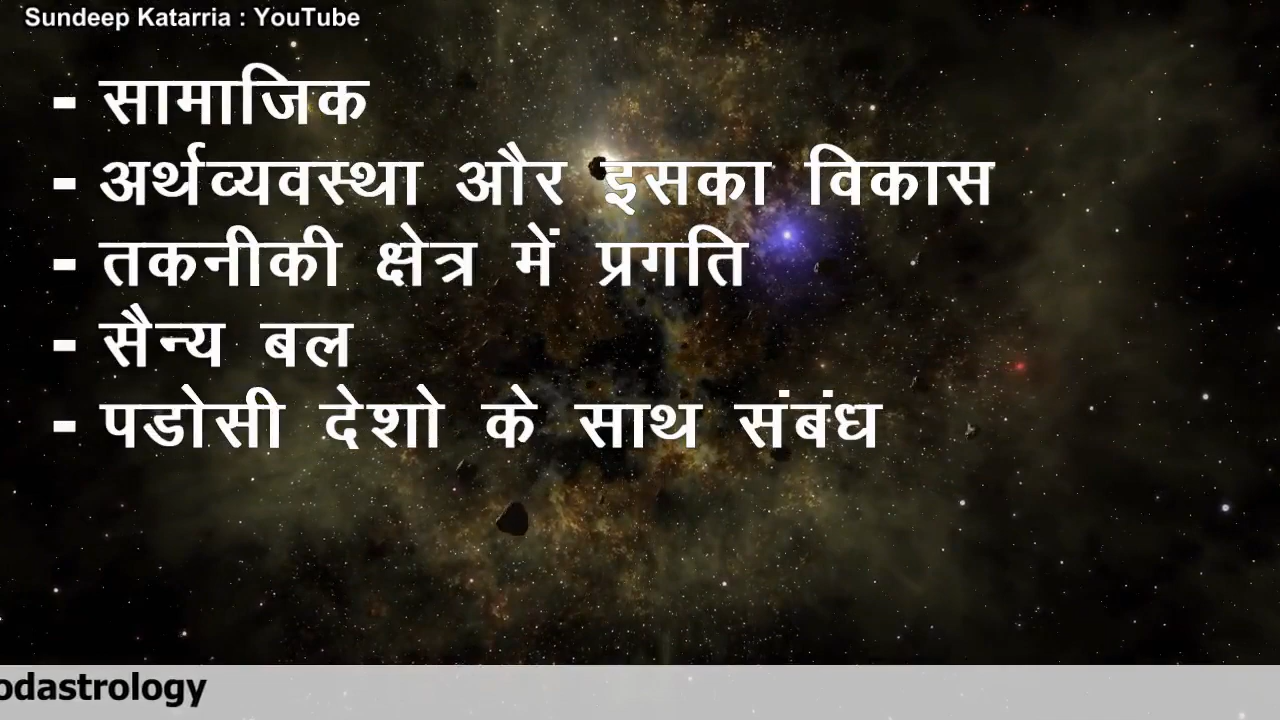 Sundeep Katarria : YouTube
- सामाजिक
- अर्थव्यवस्था और इसका विकास
- तकनीकी क्षेत्र में प्रगति
- सैन्य बल
- पडोसी देशो के साथ संबंध
odastrology